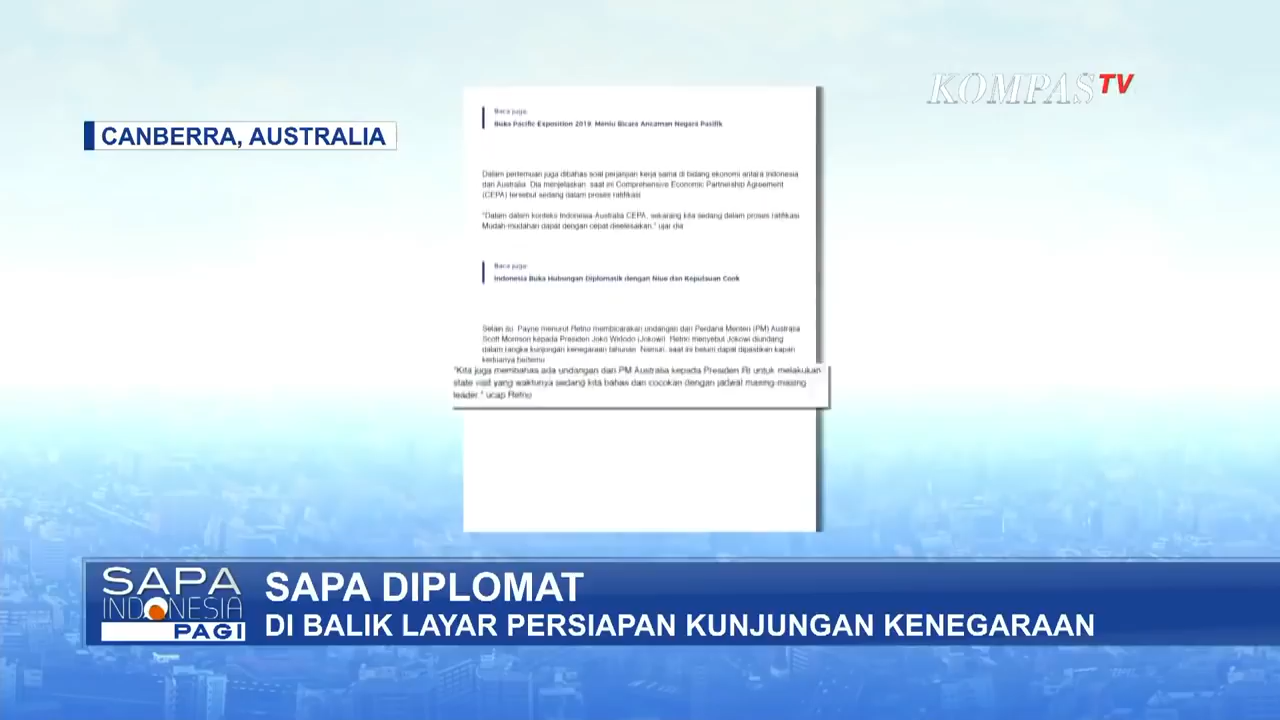 KOMPAS TV
CANBERRA, AUSTRALIA
Baca juga:
Buka Pacific Exposition 2019, Menlu Bicara Ancaman Negara Pasifik
Dalam pertemuan juga dibahas soal perjanjian kerja sama di bidang ekonomi antara Indonesia
dan Australia. Dia menjelaskan, saat ini Comprehensive Economic Partnership Agreement
(CEPA) tersebut sedang dalam proses ratifikasi.
"Dalam dalam konteks Indonesia-Australia CEPA, sekarang kita sedang dalam proses ratifikasi.
Mudah-mudahan dapat dengan cepat diselesaikan," ujar dia
Baca juga:
Indonesia Buka Hubungan Diplomatik dengan Niue dan Kepulauan Cook
Selain itu, Payne menurut Retno membicarakan undangan dari Perdana Menteri (PM) Australia
Scott Morrison kepada Presiden Joko Widodo (Jokowi). Retno menyebut Jokowi diundang
dalam rangka kunjungan kenegaraan tahunan. Namun, saat ini belum dapat dipastikan kapan
keduanya bertemu.
"Kita juga membahas ada undangan dari PM Australia kepada Presiden RI untuk melakukan
state visit yang waktunya sedang kita bahas dan cocokan dengan jadwal masing-masing
leader," ucap Retno
SAPA INDONESIA PAGI
SAPA DIPLOMAT
DI BALIK LAYAR PERSIAPAN KUNJUNGAN KENEGARAAN